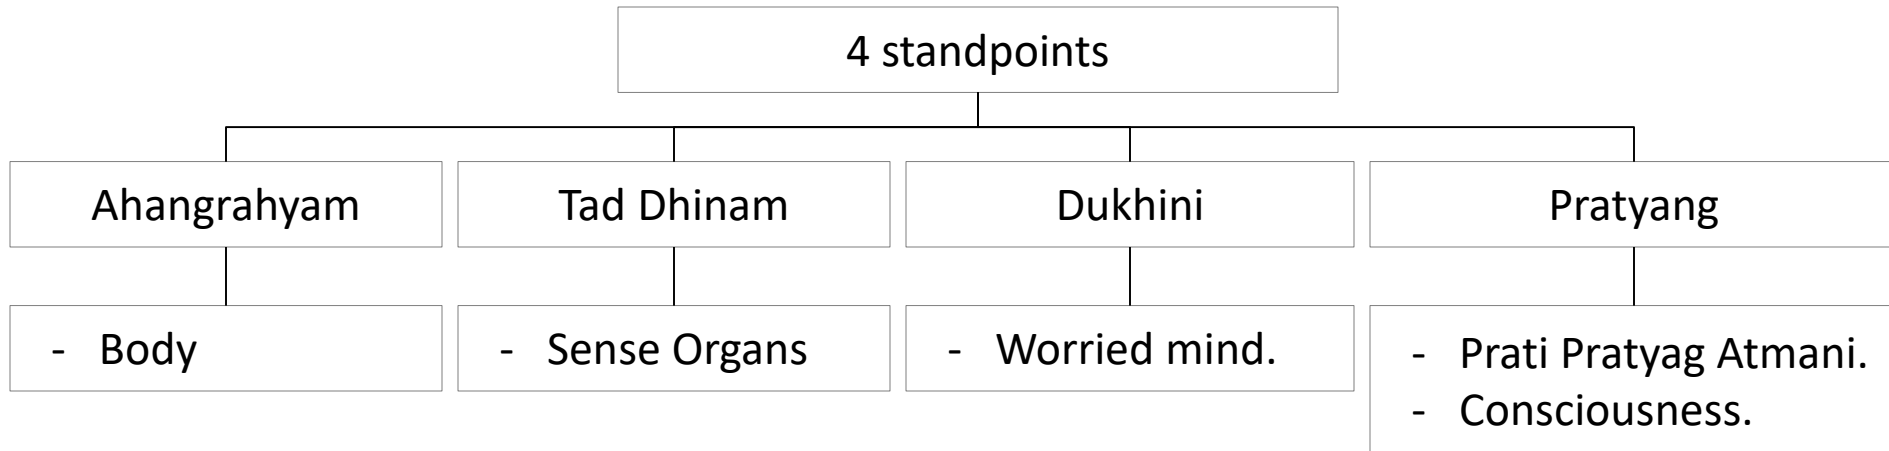 4 standpoints
Ahangrahyam
Tad Dhinam
Dukhini
Pratyang
- Body
- Sense Organs
- Worried mind.
- Prati Pratyag Atmani.
- Consciousness.